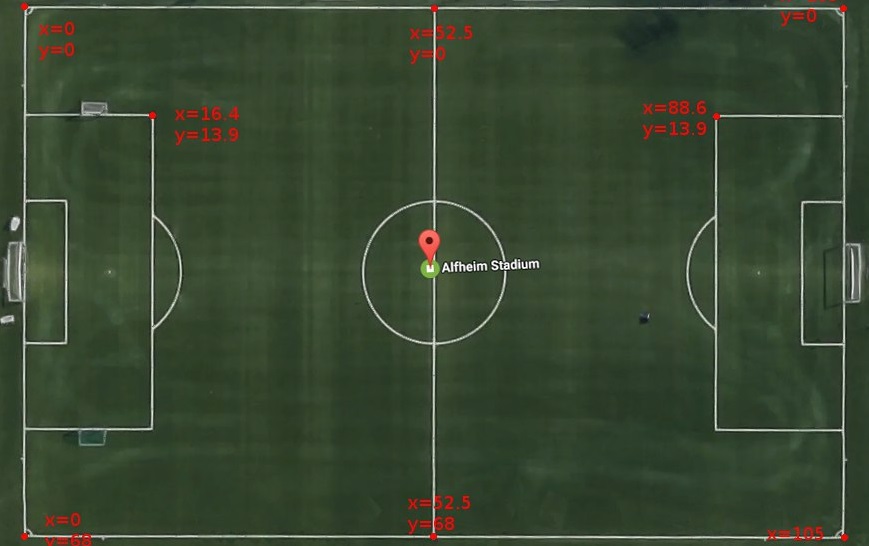 x=0
y=0
x=52.5
y=0
y=0
x=16.4
y=13.9
x=88.6
y=13.9
Alfheim Stadium
x=0
y=68
x=52.5
y=68
x=105